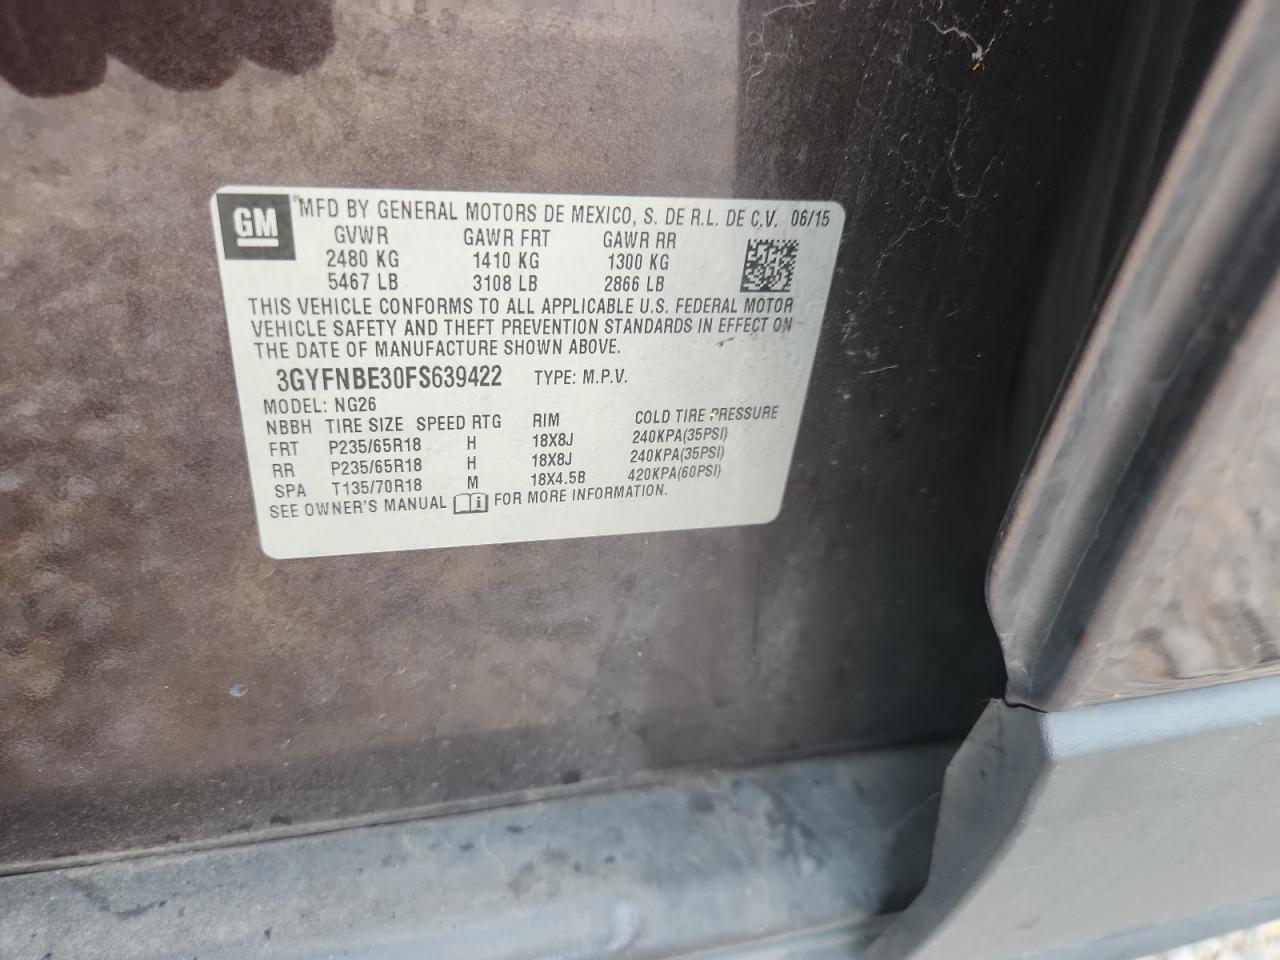 GM
MFD BY GENERAL MOTORS DE MEXICO, S. DE R.L. DE C.V. 06/15
GVWR GAWR FRT GAWR RR
2480 KG 1410 KG 1300 KG
5467 LB 3108 LB 2866 LB
THIS VEHICLE CONFORMS TO ALL APPLICABLE U.S. FEDERAL MOTOR
VEHICLE SAFETY AND THEFT PREVENTION STANDARDS IN EFFECT ON
THE DATE OF MANUFACTURE SHOWN ABOVE.
3GYFNBE30FS639422 TYPE: M.P.V.
MODEL: NG26
NBBH TIRE SIZE SPEED RTG RIM COLD TIRE PRESSURE
FRT P235/65R18 H 18X8J 240KPA(35PSI)
RR P235/65R18 H 18X8J 240KPA(35PSI)
SPA T135/70R18 M 18X4.5B 420KPA(60PSI)
SEE OWNER'S MANUAL FOR MORE INFORMATION.